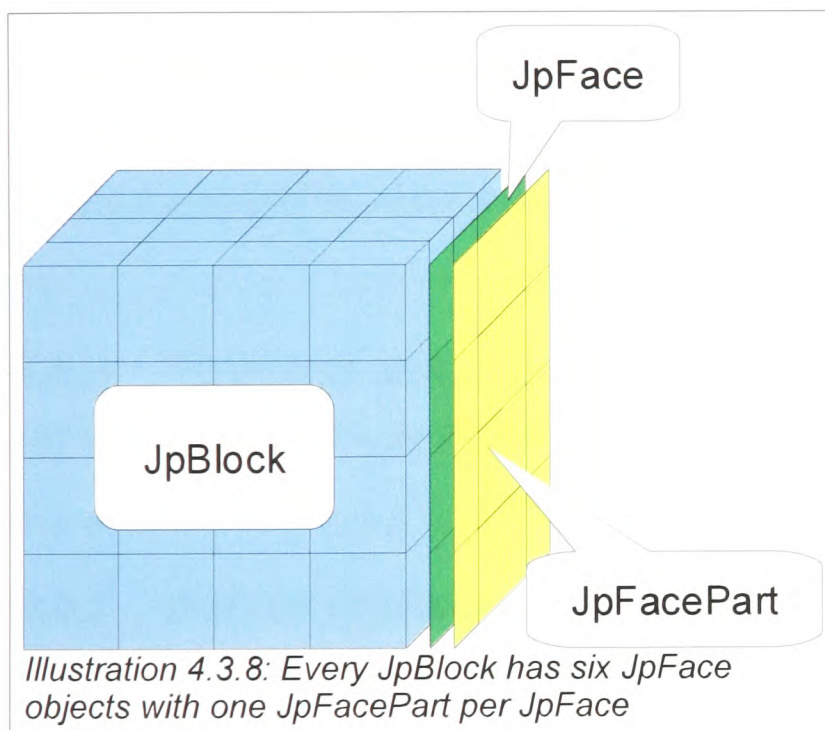 JpFace
JpBlock
JpFacePart
Illustration 4.3.8: Every JpBlock has six JpFace
objects with one JpFacePart per JpFace